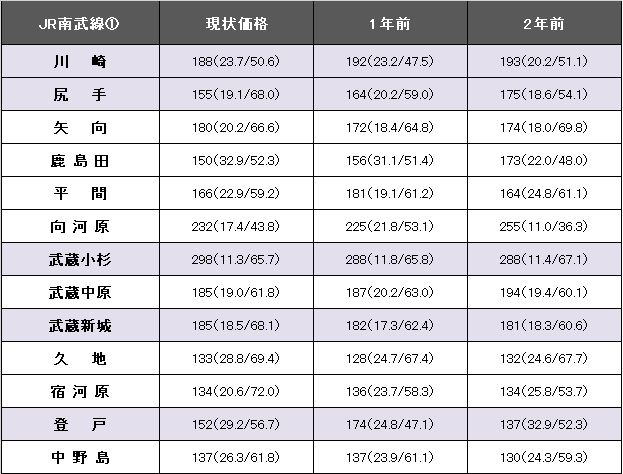 JR南武線① 現状価格 1年前 2年前
川崎 188(23.7/50.6) 192(23.2/47.5) 193(20.2/51.1)
尻手 155(19.1/68.0) 164(20.2/59.0) 175(18.6/54.1)
矢向 180(20.2/66.6) 172(18.4/64.8) 174(18.0/69.8)
鹿島田 150(32.9/52.3) 156(31.1/51.4) 173(22.0/48.0)
平間 166(22.9/59.2) 181(19.1/61.2) 164(24.8/61.1)
向河原 232(17.4/43.8) 225(21.8/53.1) 255(11.0/36.3)
武蔵小杉 298(11.3/65.7) 288(11.8/65.8) 288(11.4/67.1)
武蔵中原 185(19.0/61.8) 187(20.2/63.0) 194(19.4/60.1)
武蔵新城 185(18.5/68.1) 182(17.3/62.4) 181(18.3/60.6)
久地 133(28.8/69.4) 128(24.7/67.4) 132(24.6/67.7)
宿河原 134(20.6/72.0) 136(23.7/58.3) 134(25.8/53.7)
登戸 152(29.2/56.7) 174(24.8/47.1) 137(32.9/52.3)
中野島 137(26.3/61.8) 137(23.9/61.1) 130(24.3/59.3)